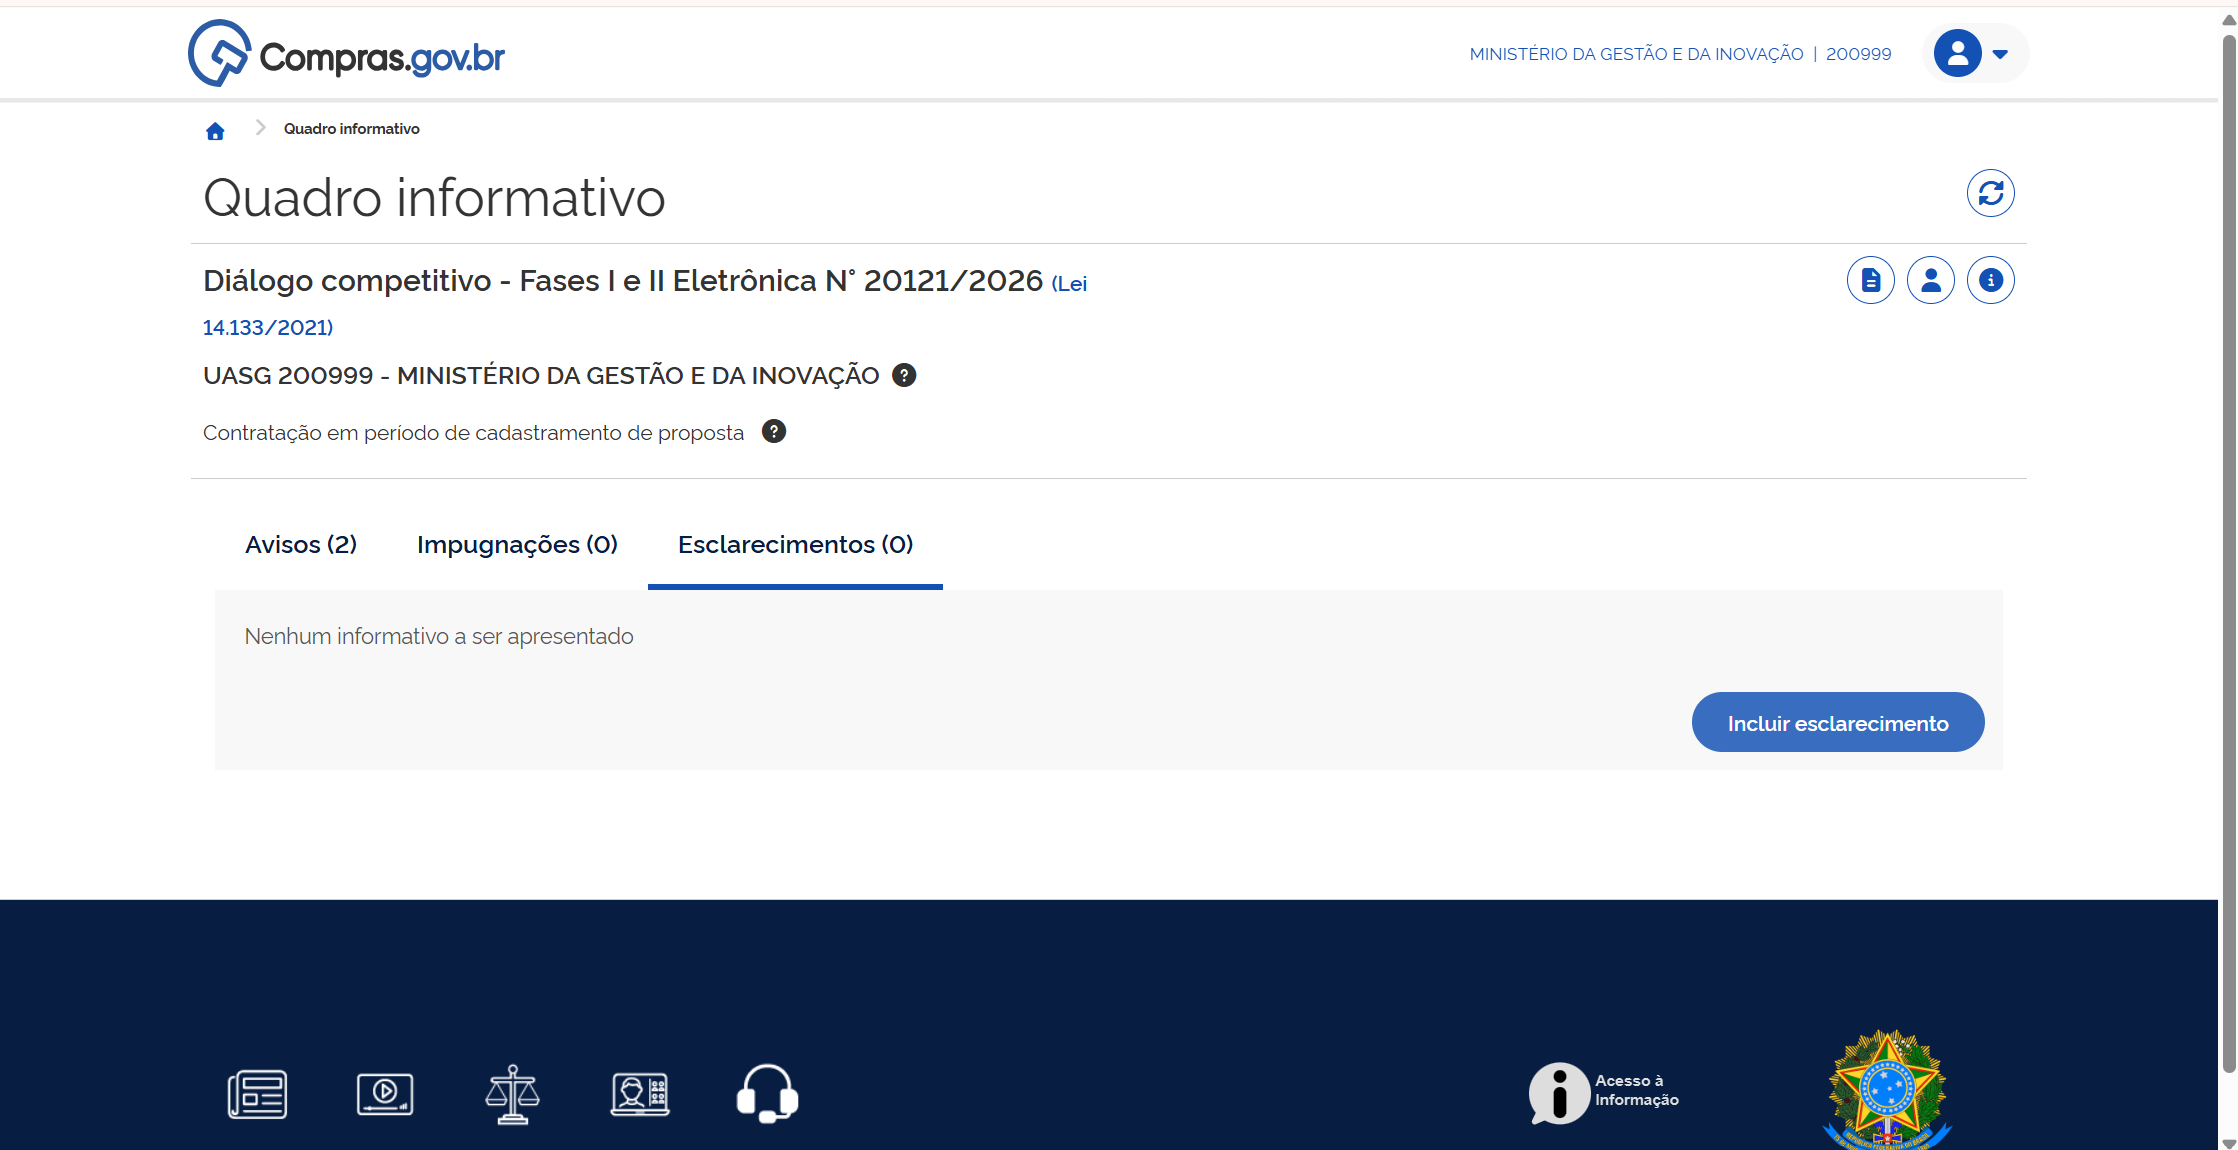 Compras.gov.br
MINISTÉRIO DA GESTÃO E DA INOVAÇÃO | 200999
Quadro informativo
Quadro informativo
Diálogo competitivo - Fases I e II Eletrônica N° 20121/2026 (Lei
14.133/2021)
UASG 200999 - MINISTÉRIO DA GESTÃO E DA INOVAÇÃO
Contratação em período de cadastramento de proposta
Avisos (2) Impugnações (0) Esclarecimentos (0)
Nenhum informativo a ser apresentado
Incluir esclarecimento
Acesso à
Informação